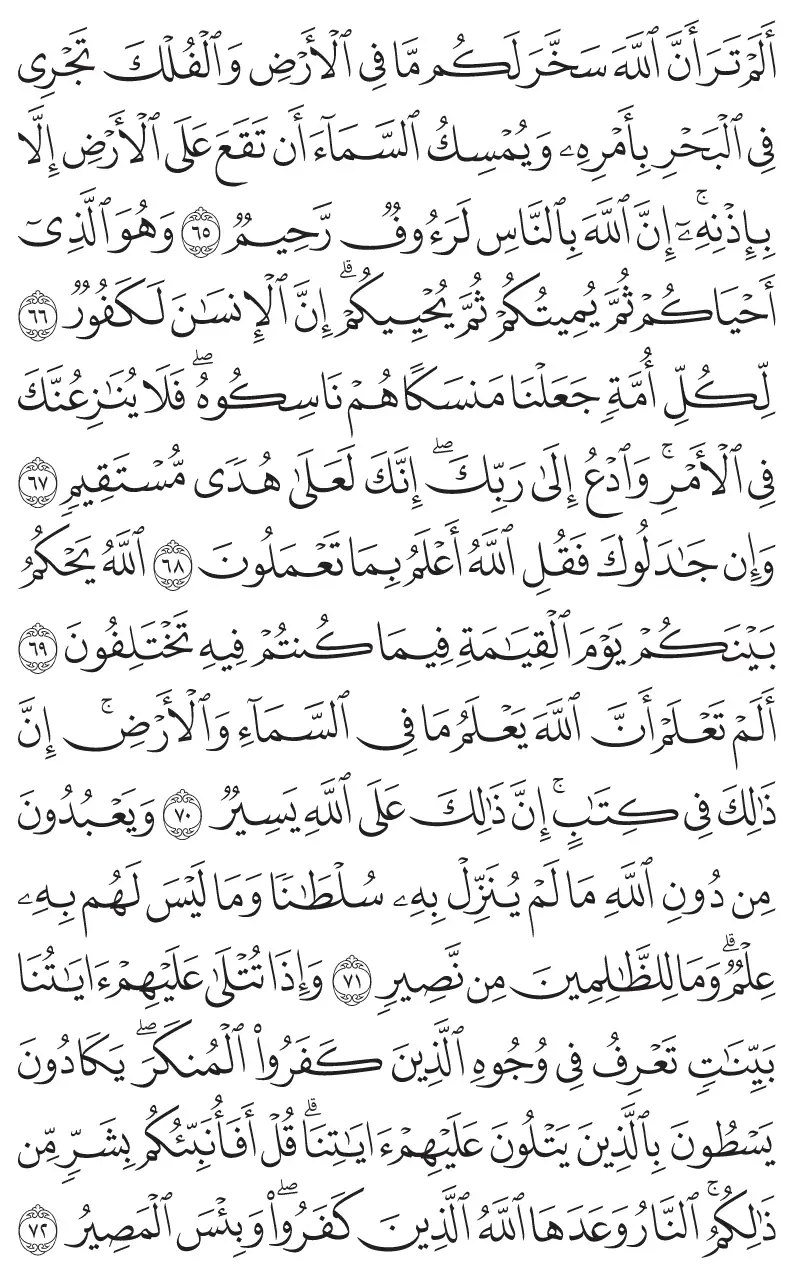 أَلَمْ تَرَ أَنَّ ٱللَّهَ سَخَّرَ لَكُم مَّا فِى ٱلْأَرْضِ وَٱلْفُلْكَ تَجْرِى
فِى ٱلْبَحْرِ بِأَمْرِهِۦ وَيُمْسِكُ ٱلسَّمَآءَ أَن تَقَعَ عَلَى ٱلْأَرْضِ إِلَّا
بِإِذْنِهِۦٓ ۚ إِنَّ ٱللَّهَ بِٱلنَّاسِ لَرَءُوفٌ رَّحِيمٌ ٦٥ وَهُوَ ٱلَّذِىٓ
أَحْيَاكُمْ ثُمَّ يُمِيتُكُمْ ثُمَّ يُحْيِيكُمْ ۗ إِنَّ ٱلْإِنسَٰنَ لَكَفُورٌ ٦٦
لِّكُلِّ أُمَّةٍ جَعَلْنَا مَنسَكًا هُمْ نَاسِكُوهُ ۖ فَلَا يُنَٰزِعُنَّكَ
فِى ٱلْأَمْرِ ۚ وَٱدْعُ إِلَىٰ رَبِّكَ ۖ إِنَّكَ لَعَلَىٰ هُدًى مُّسْتَقِيمٍ ٦٧
وَإِن جَٰدَلُوكَ فَقُلِ ٱللَّهُ أَعْلَمُ بِمَا تَعْمَلُونَ ٦٨ ٱللَّهُ يَحْكُمُ
بَيْنَكُمْ يَوْمَ ٱلْقِيَٰمَةِ فِيمَا كُنتُمْ فِيهِ تَخْتَلِفُونَ ٦٩
أَلَمْ تَعْلَمْ أَنَّ ٱللَّهَ يَعْلَمُ مَا فِى ٱلسَّمَآءِ وَٱلْأَرْضِ ۚ إِنَّ
ذَٰلِكَ فِى كِتَٰبٍ ۚ إِنَّ ذَٰلِكَ عَلَى ٱللَّهِ يَسِيرٌ ٧٠ وَيَعْبُدُونَ
مِن دُونِ ٱللَّهِ مَا لَمْ يُنَزِّلْ بِهِۦ سُلْطَٰنًا وَمَا لَيْسَ لَهُم بِهِۦ
عِلْمٌ ۗ وَمَا لِلظَّٰلِمِينَ مِن نَّصِيرٍ ٧١ وَإِذَا تُتْلَىٰ عَلَيْهِمْ ءَايَٰتُنَا
بَيِّنَٰتٍ تَعْرِفُ فِى وُجُوهِ ٱلَّذِينَ كَفَرُوا۟ ٱلْمُنكَرَ ۖ يَكَادُونَ
يَسْطُونَ بِٱلَّذِينَ يَتْلُونَ عَلَيْهِمْ ءَايَٰتِنَا ۗ قُلْ أَفَأُنَبِّئُكُم بِشَرٍّ مِّن
ذَٰلِكُمُ ۚ ٱلنَّارُ وَعَدَهَا ٱللَّهُ ٱلَّذِينَ كَفَرُوا۟ ۖ وَبِئْسَ ٱلْمَصِيرُ ٧٢